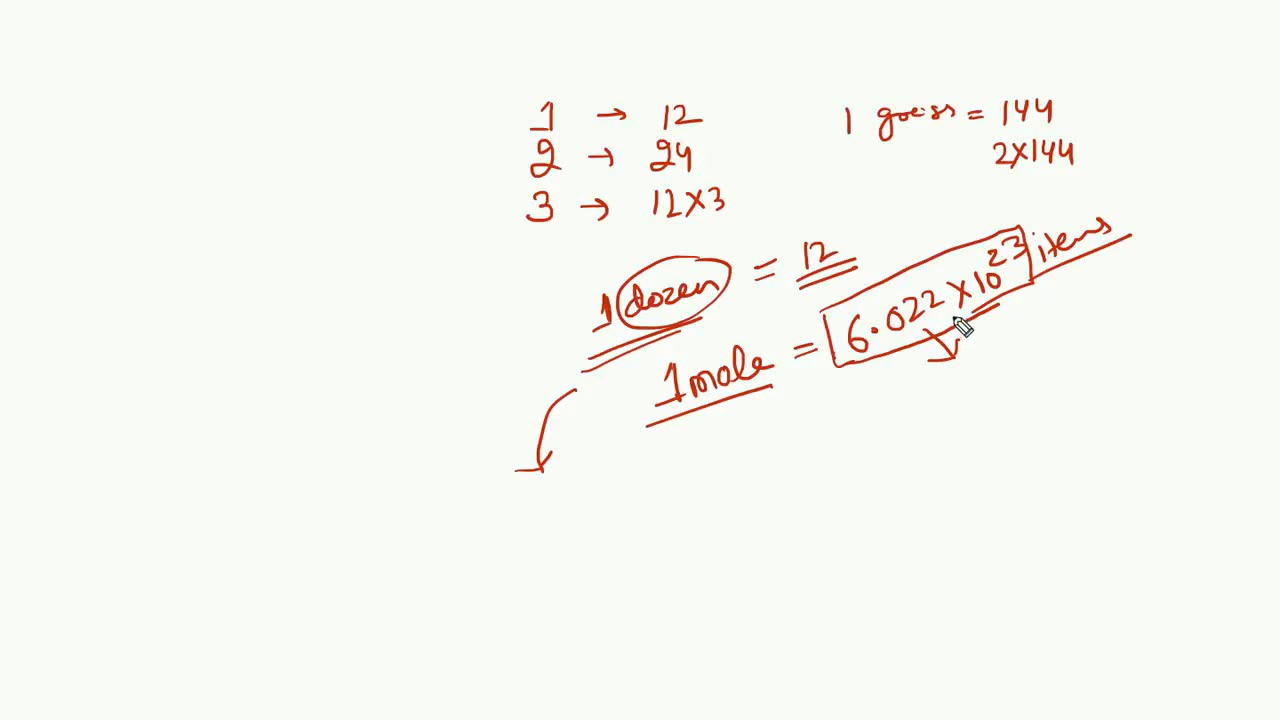 1 → 12
2 → 24
3 → 12×3
1 gross = 144
2×144
1 dozen = 12
1 mole = 6.022 × 10²³ items